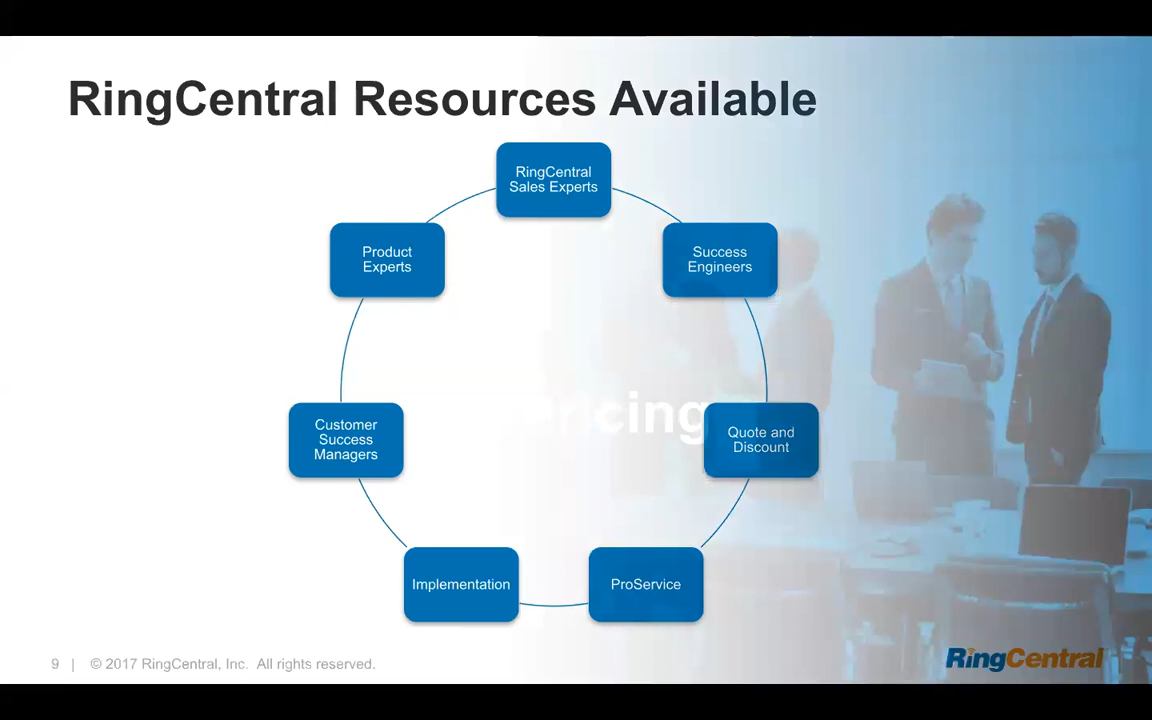 RingCentral Resources Available
RingCentral
Sales Experts
Product
Experts
Success
Engineers
Pricing
Customer
Success
Managers
Quote and
Discount
Implementation
ProService
9 | © 2017 RingCentral, Inc. All rights reserved.
RingCentral